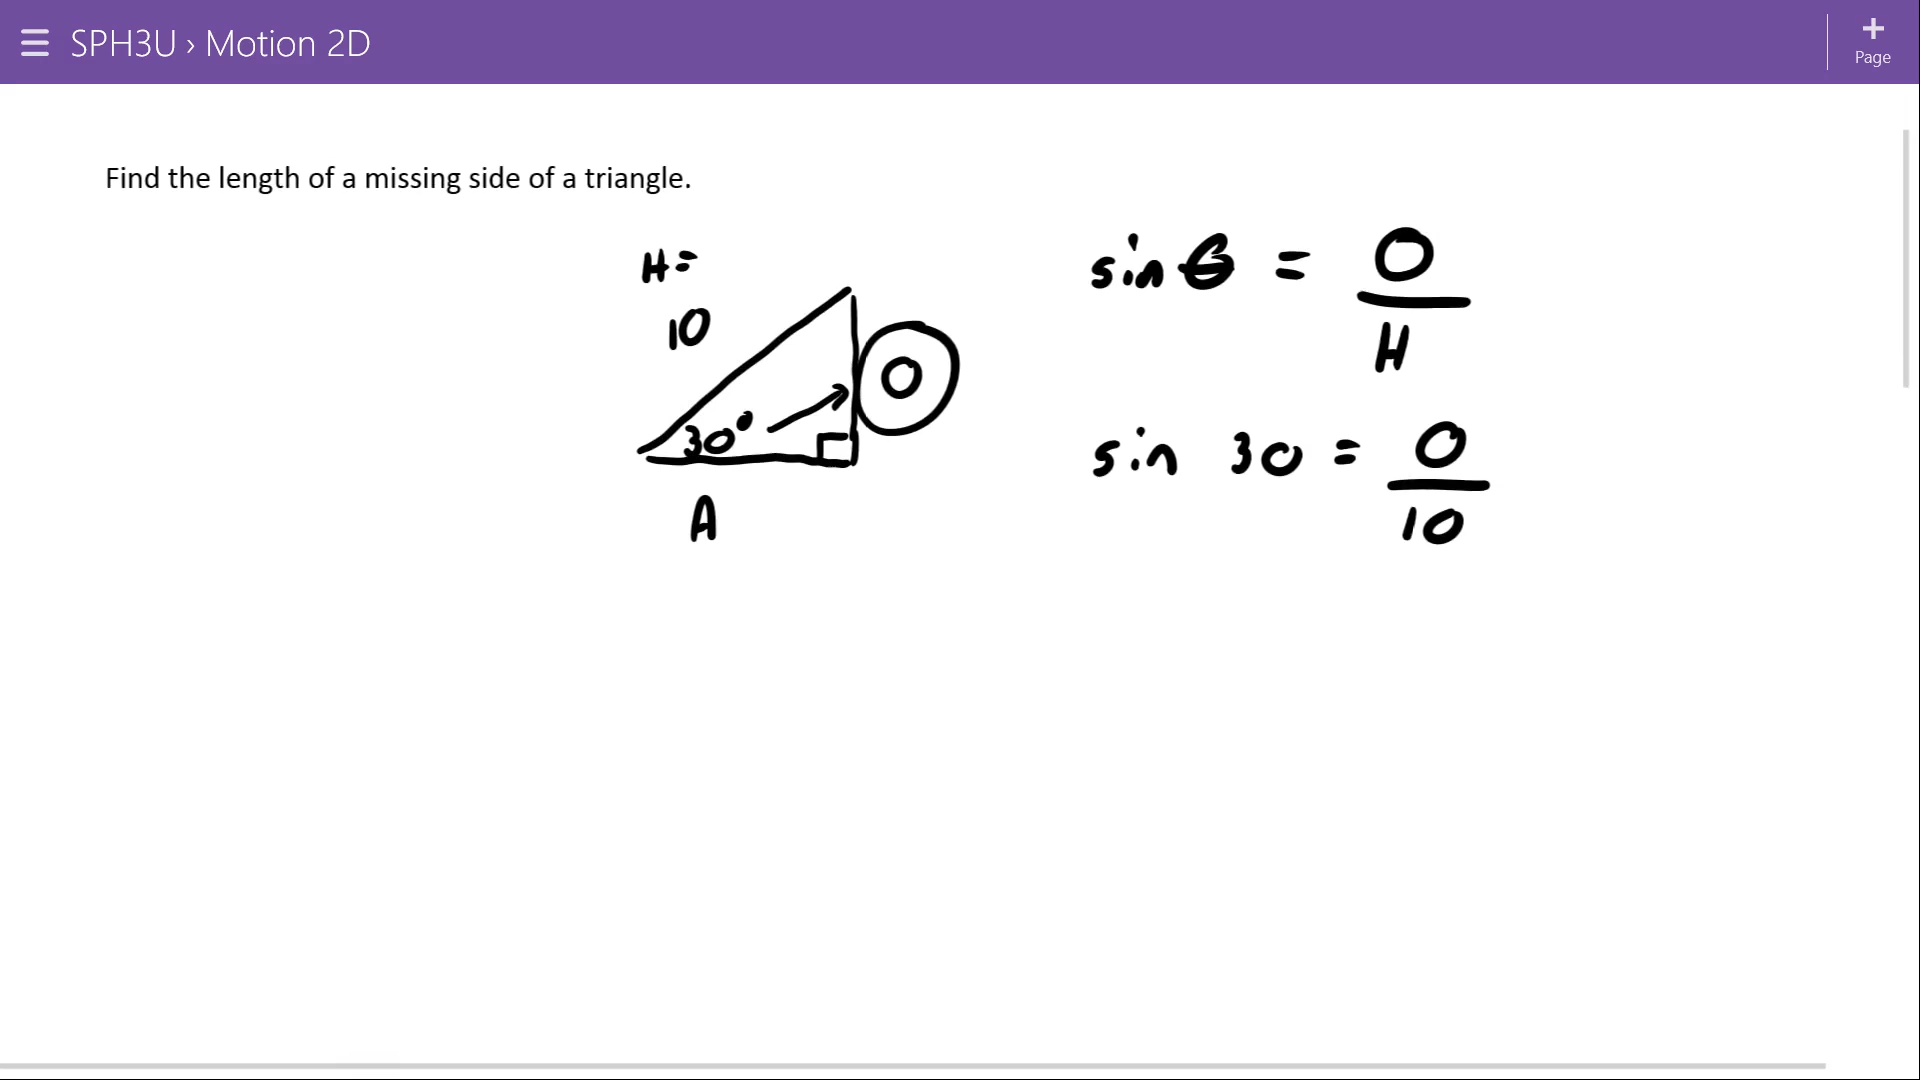 SPH3U › Motion 2D
+
Page
Find the length of a missing side of a triangle.
H =
10
30°
O
A
sin θ = O
H
sin 30 = O
10